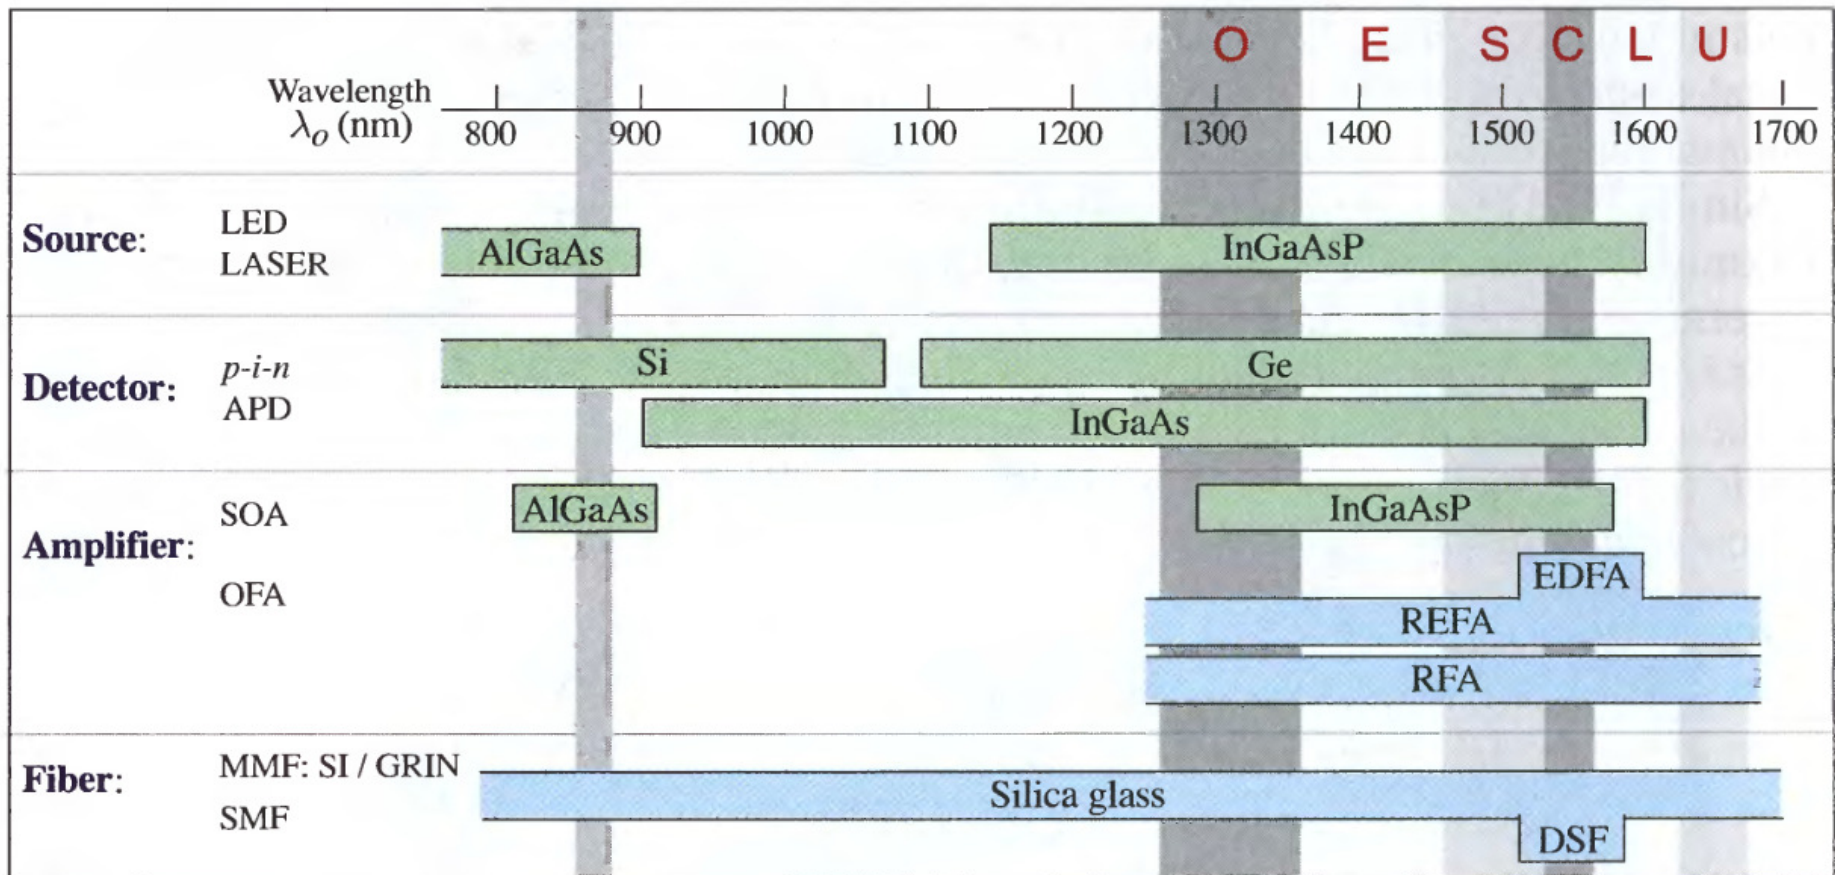 O E S C L U
Wavelength
λo (nm)
800 900 1000 1100 1200 1300 1400 1500 1600 1700
Source:
LED
LASER
AlGaAs
InGaAsP
Detector:
p-i-n
APD
Si
Ge
InGaAs
Amplifier:
SOA
OFA
AlGaAs
InGaAsP
EDFA
REFA
RFA
Fiber:
MMF: SI / GRIN
SMF
Silica glass
DSF